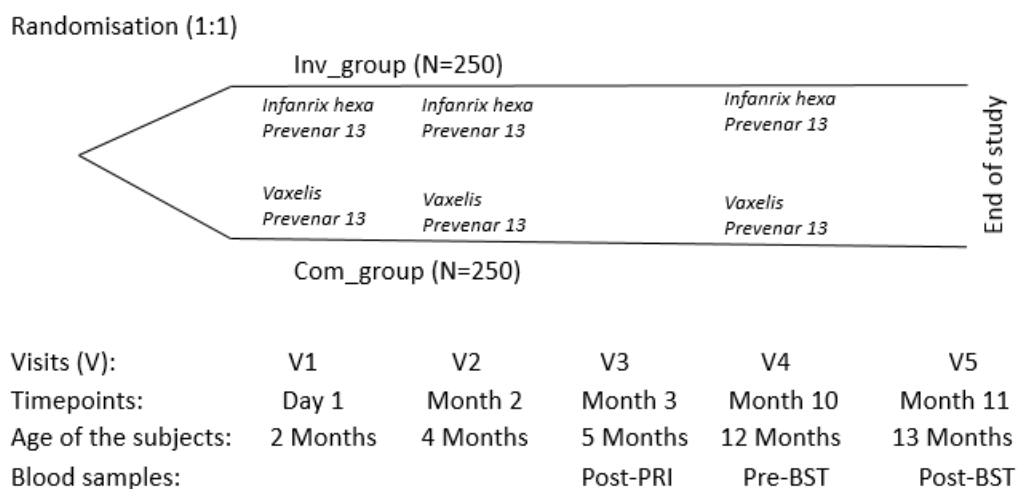 Randomisation (1:1)
Inv_group (N=250)
Infanrix hexa Infanrix hexa Infanrix hexa
Prevenar 13 Prevenar 13 Prevenar 13
Vaxelis Vaxelis Vaxelis
Prevenar 13 Prevenar 13 Prevenar 13
End of study
Com_group (N=250)
Visits (V): V1 V2 V3 V4 V5
Timepoints: Day 1 Month 2 Month 3 Month 10 Month 11
Age of the subjects: 2 Months 4 Months 5 Months 12 Months 13 Months
Blood samples: Post-PRI Pre-BST Post-BST